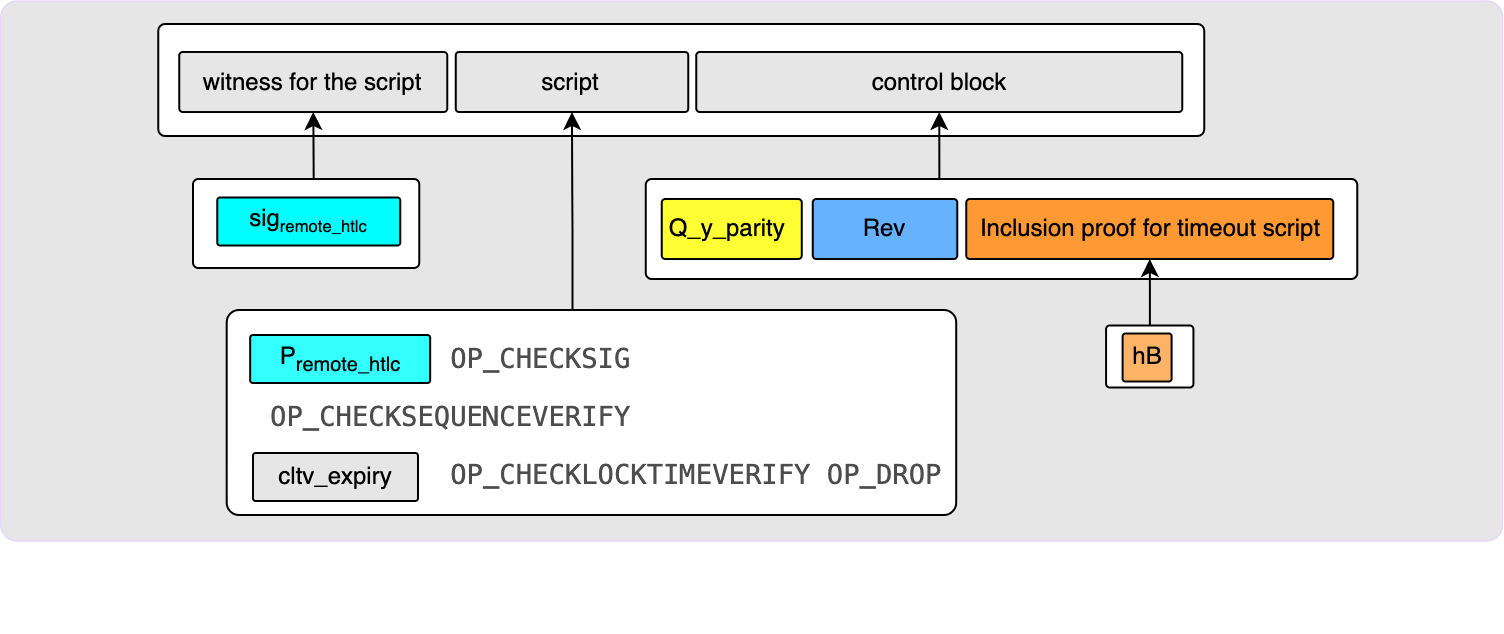 witness for the script
script
control block
sigremote_htlc
Q_y_parity
Rev
Inclusion proof for timeout script
hB
Premote_htlc OP_CHECKSIG
OP_CHECKSEQUENCEVERIFY
cltv_expiry OP_CHECKLOCKTIMEVERIFY OP_DROP